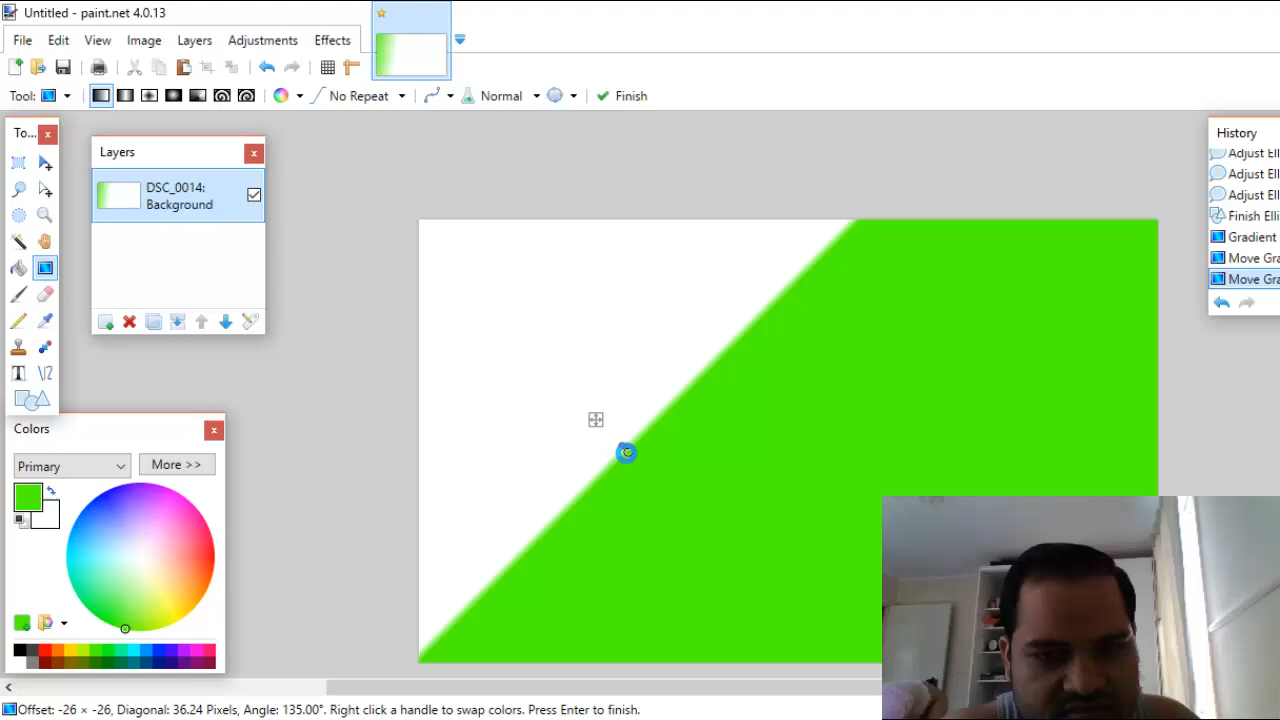 Untitled - paint.net 4.0.13
File Edit View Image Layers Adjustments Effects
Tool: No Repeat Normal Finish
To...
Layers
DSC_0014:
Background
History
Adjust Ell
Adjust Ell
Adjust Ell
Finish Elli
Gradient
Move Gra
Move Gra
Colors
Primary More >>
Offset: -26 × -26, Diagonal: 36.24 Pixels, Angle: 135.00°. Right click a handle to swap colors. Press Enter to finish.